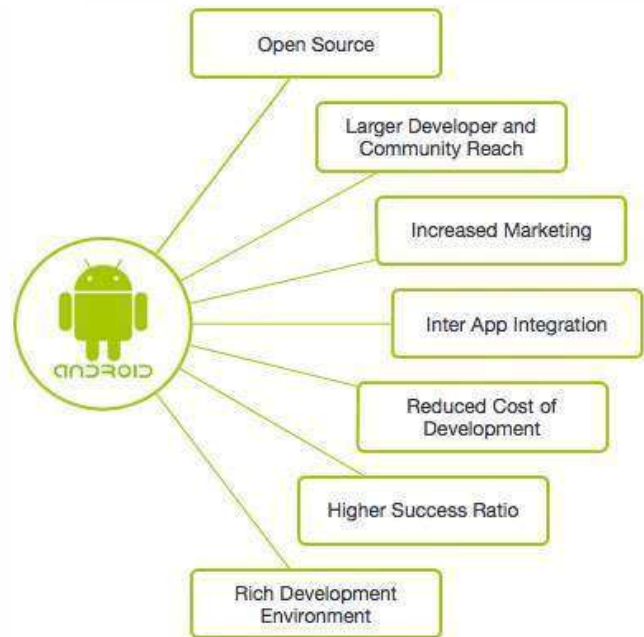 Open Source
Larger Developer and
Community Reach
Increased Marketing
Inter App Integration
ANDROID
Reduced Cost of
Development
Higher Success Ratio
Rich Development
Environment